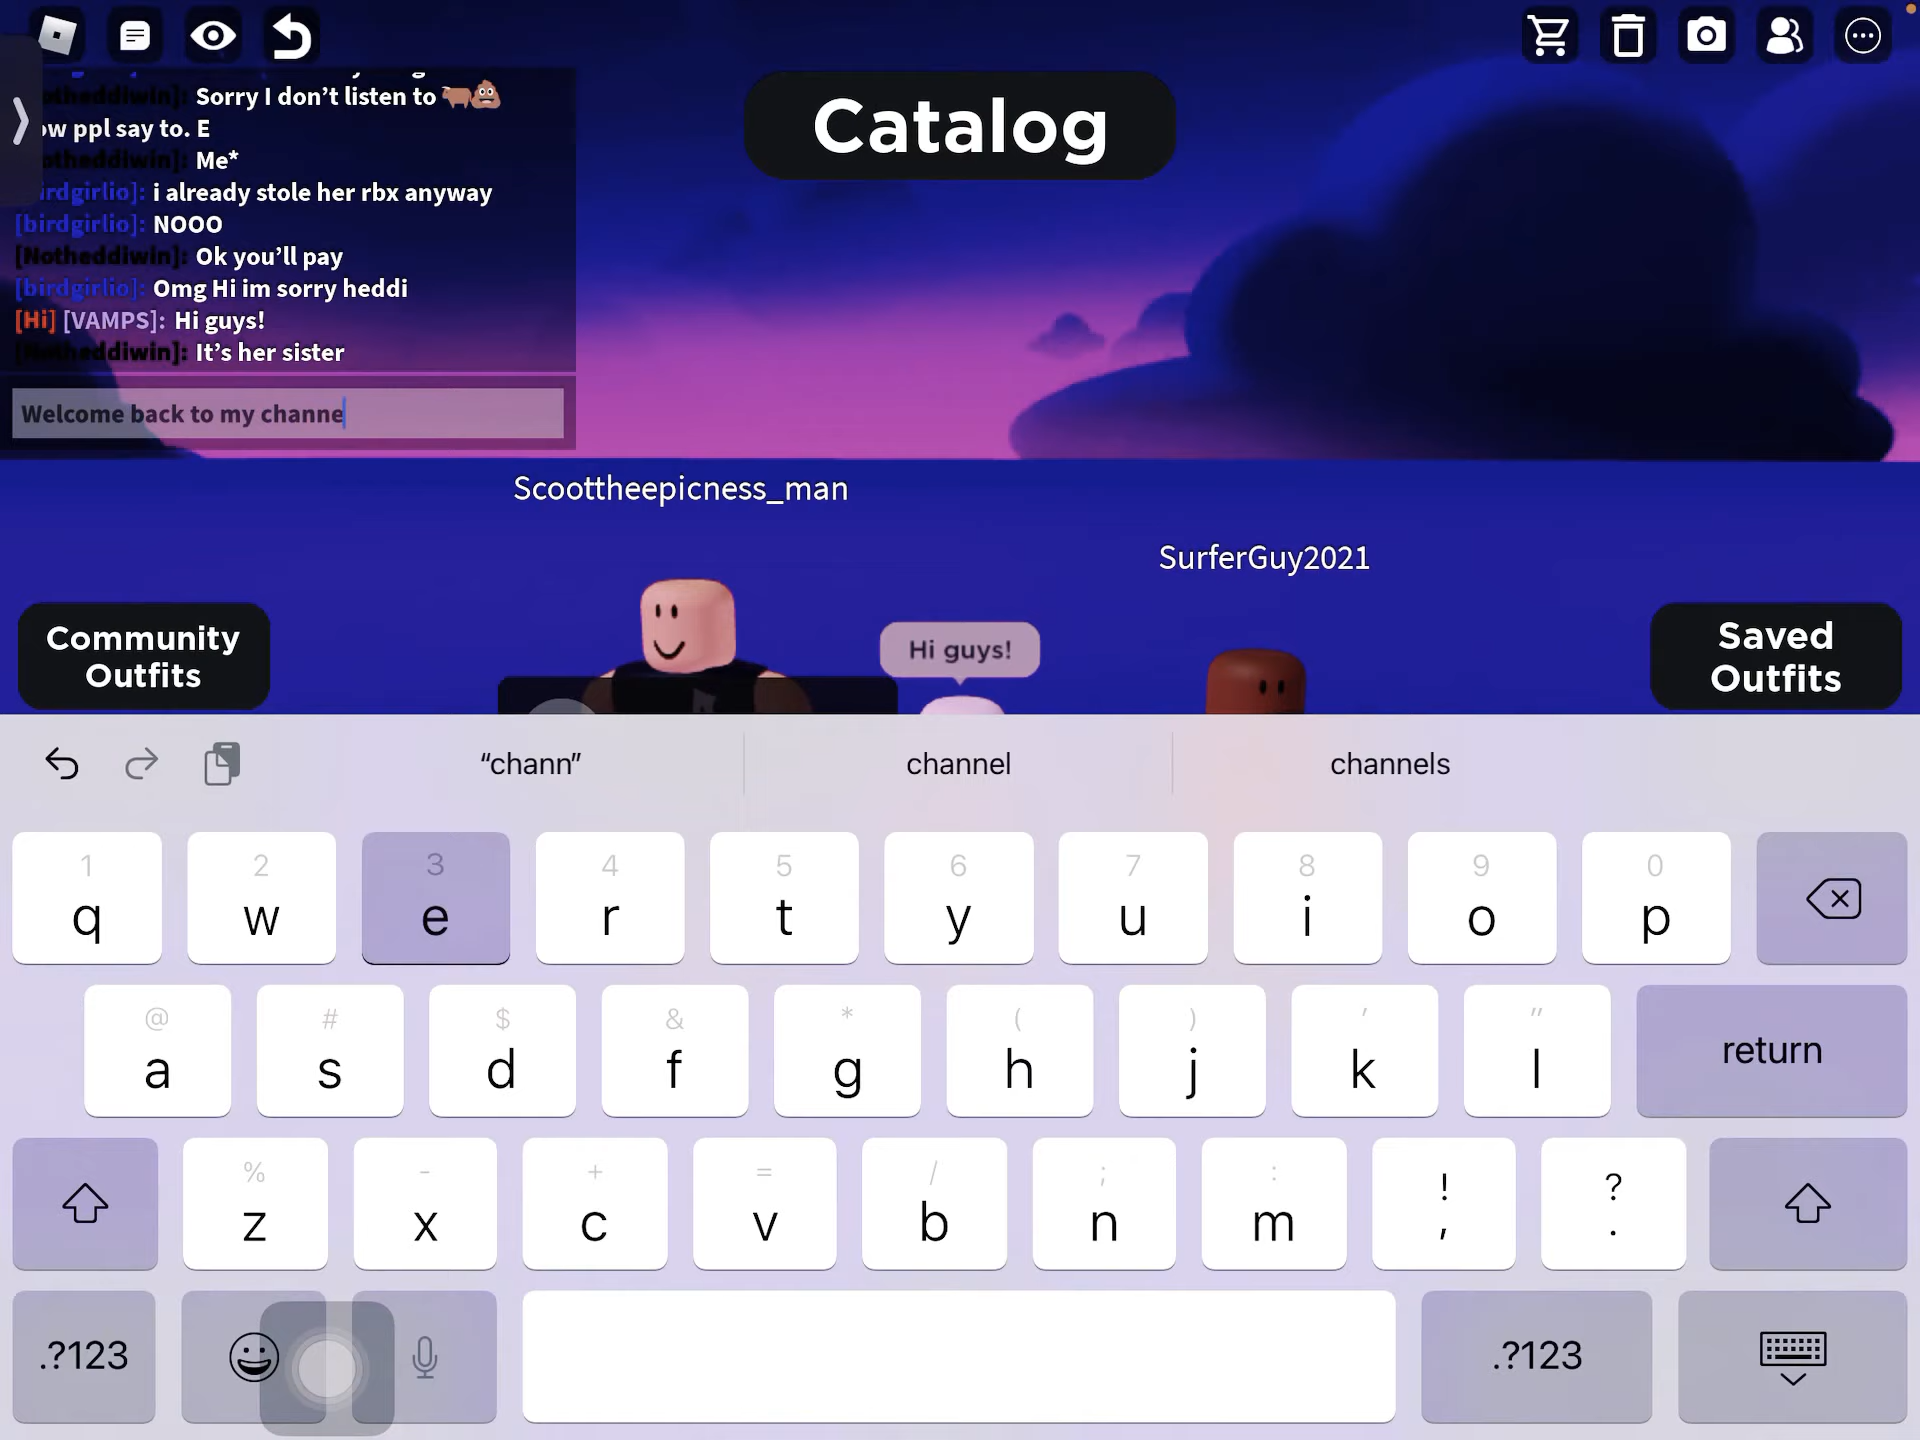 Sorry I don't listen to 🐂💩
ow ppl say to. E
Me*
irdgirlio]: i already stole her rbx anyway
[birdgirlio]: NOOO
[Notheddiwin]: Ok you'll pay
[birdgirlio]: Omg Hi im sorry heddi
[Hi] [VAMPS]: Hi guys!
[Notheddiwin]: It's her sister
Welcome back to my channe
Catalog
Scoottheepicness_man
SurferGuy2021
Hi guys!
Community
Outfits
Saved
Outfits
“chann” channel channels
1 2 3 4 5 6 7 8 9 0
q w e r t y u i o p
@ # $ & * ( ) ' "
a s d f g h j k l return
% - + = / ; : ! ?
z x c v b n m , .
.?123 .?123